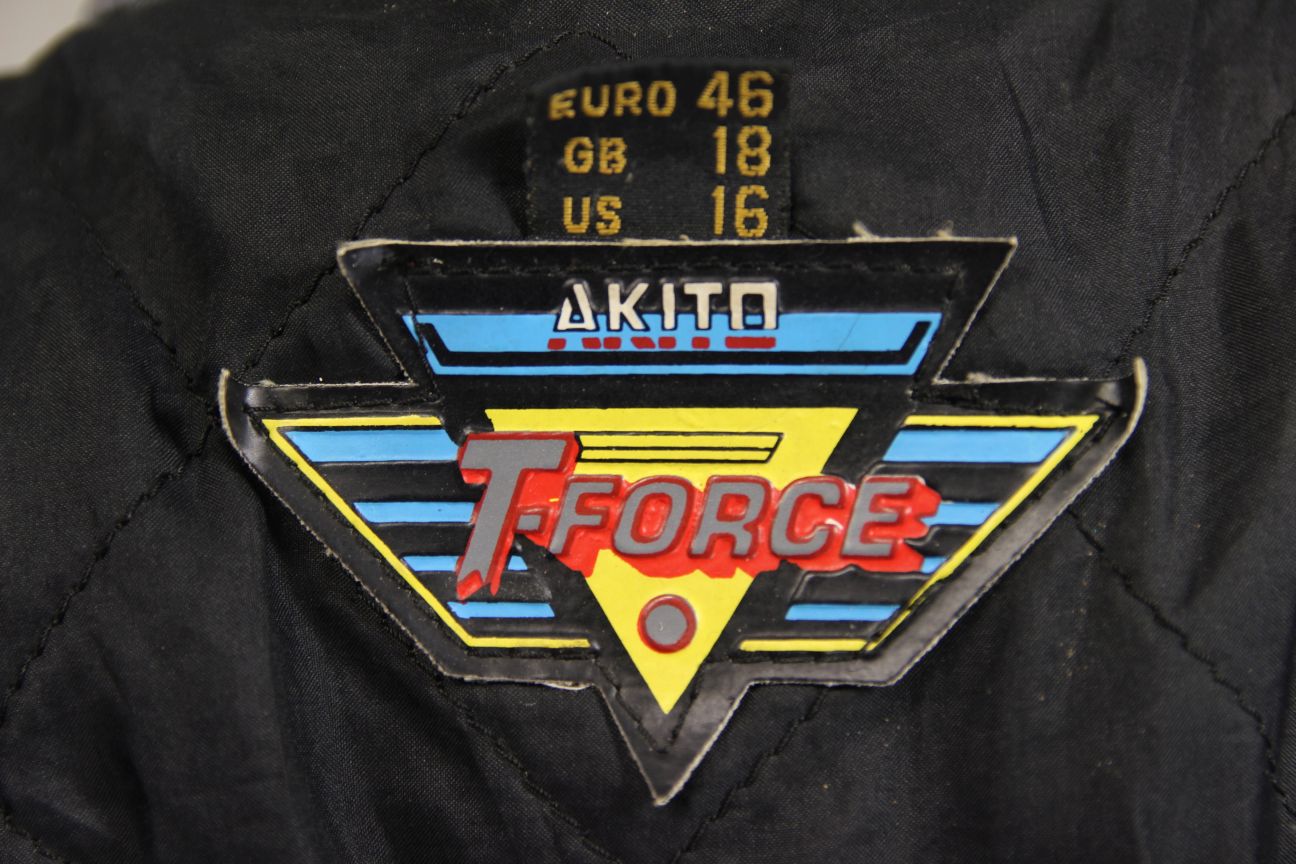 EURO 46
GB 18
US 16
AKITO
T-FORCE